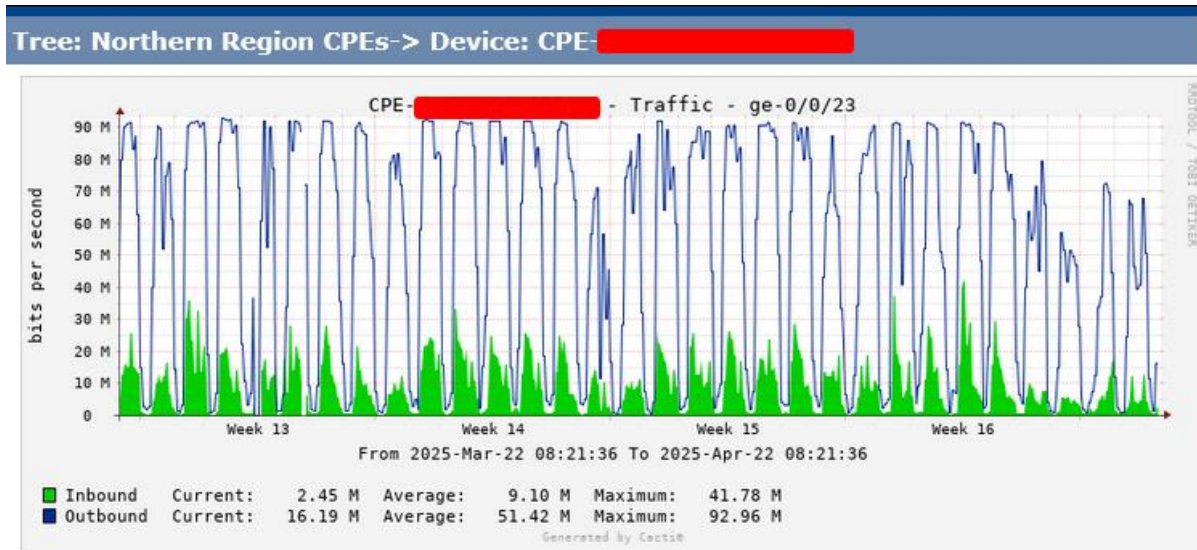 Tree: Northern Region CPEs-> Device: CPE-
CPE- - Traffic - ge-0/0/23
RRDTOOL / TOBI OETIKER
bits per second
90 M
80 M
70 M
60 M
50 M
40 M
30 M
20 M
10 M
0
Week 13 Week 14 Week 15 Week 16
From 2025-Mar-22 08:21:36 To 2025-Apr-22 08:21:36
Inbound Current: 2.45 M Average: 9.10 M Maximum: 41.78 M
Outbound Current: 16.19 M Average: 51.42 M Maximum: 92.96 M
Generated by Cacti®